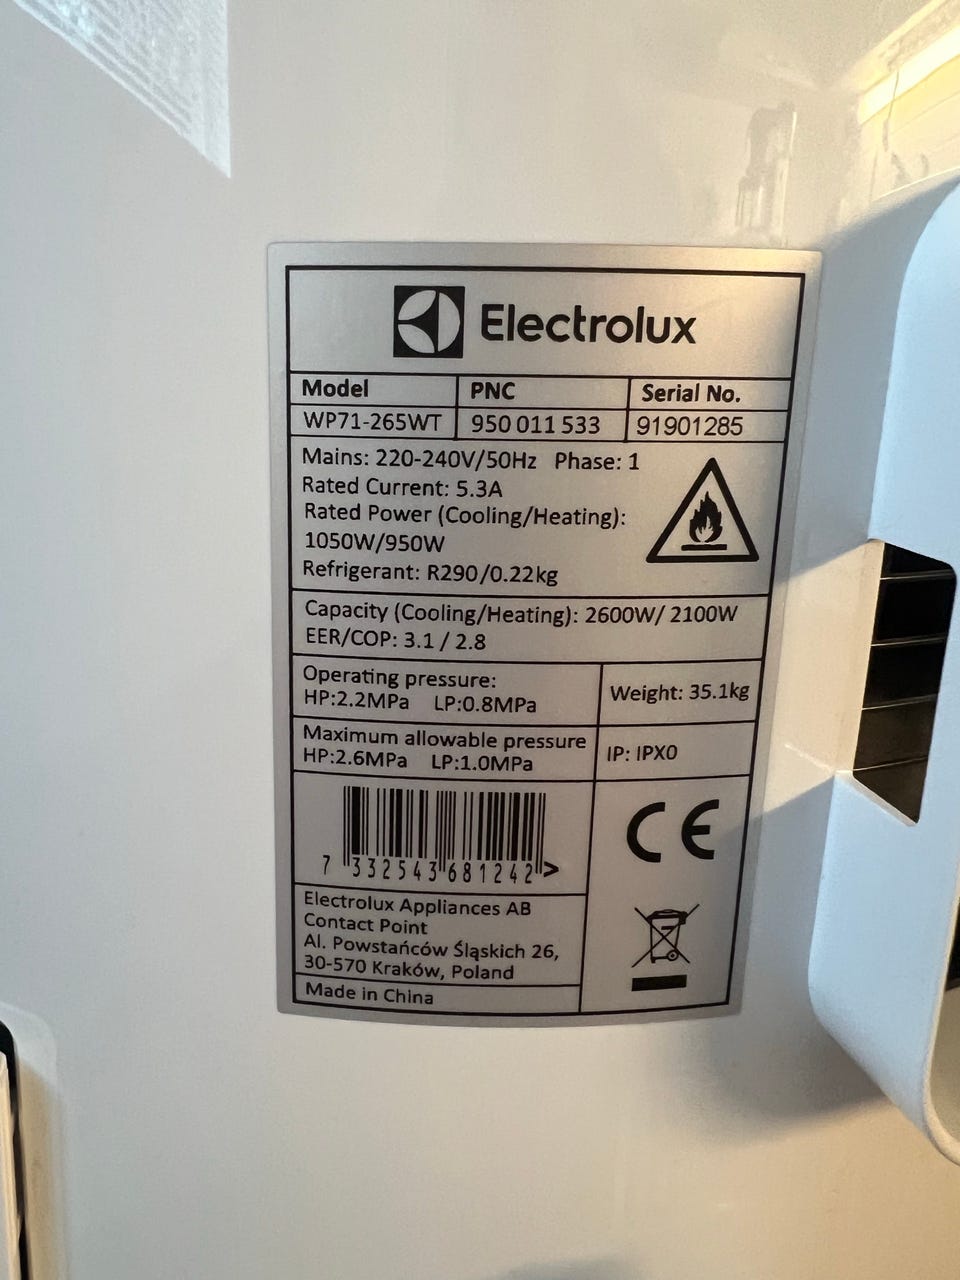 Electrolux
Model PNC Serial No.
WP71-265WT 950 011 533 91901285
Mains: 220-240V/50Hz Phase: 1
Rated Current: 5.3A
Rated Power (Cooling/Heating):
1050W/950W
Refrigerant: R290/0.22kg
Capacity (Cooling/Heating): 2600W/ 2100W
EER/COP: 3.1 / 2.8
Operating pressure:
HP:2.2MPa LP:0.8MPa
Weight: 35.1kg
Maximum allowable pressure
HP:2.6MPa LP:1.0MPa
IP: IPX0
7 332543 681242 >
CE
Electrolux Appliances AB
Contact Point
Al. Powstańców Śląskich 26,
30-570 Kraków, Poland
Made in China